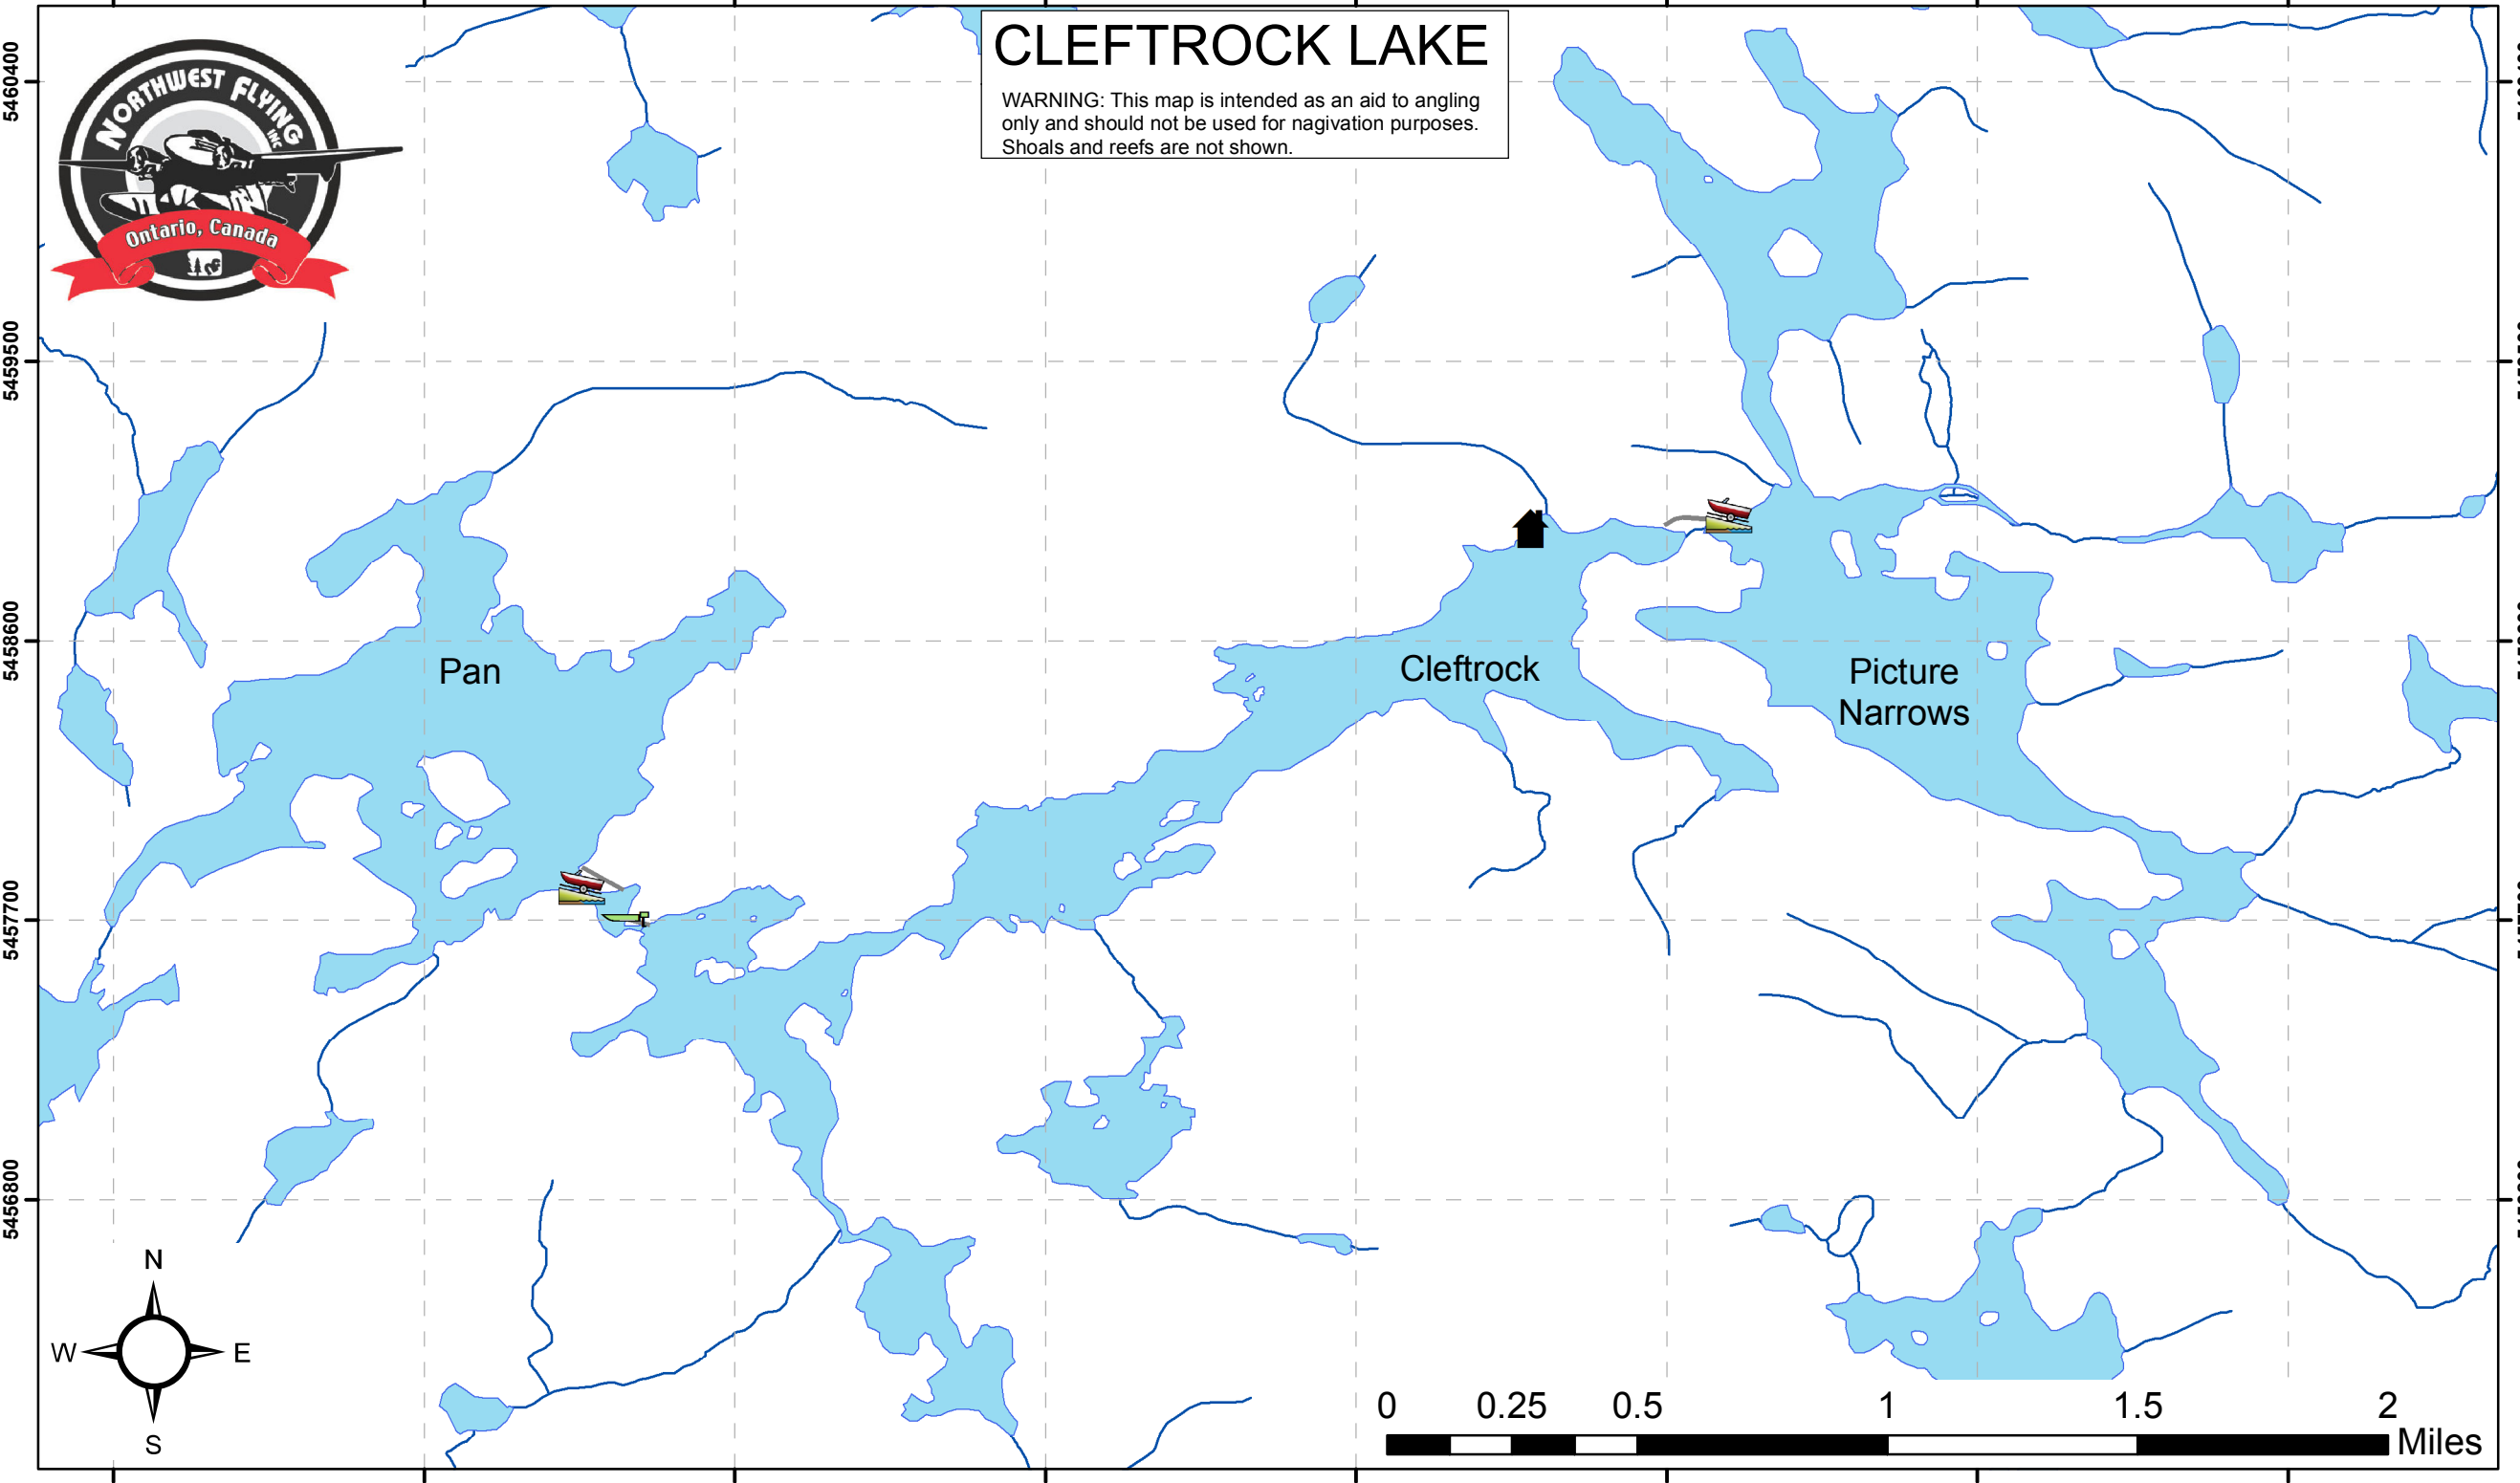 CLEFTROCK LAKE
WARNING: This map is intended as an aid to angling
only and should not be used for nagivation purposes.
Shoals and reefs are not shown.
NORTHWEST FLYING INC
Ontario, Canada
5460400
5459500
5458600
5457700
5456800
Pan
Cleftrock
Picture
Narrows
N
W E
S
0 0.25 0.5 1 1.5 2
Miles